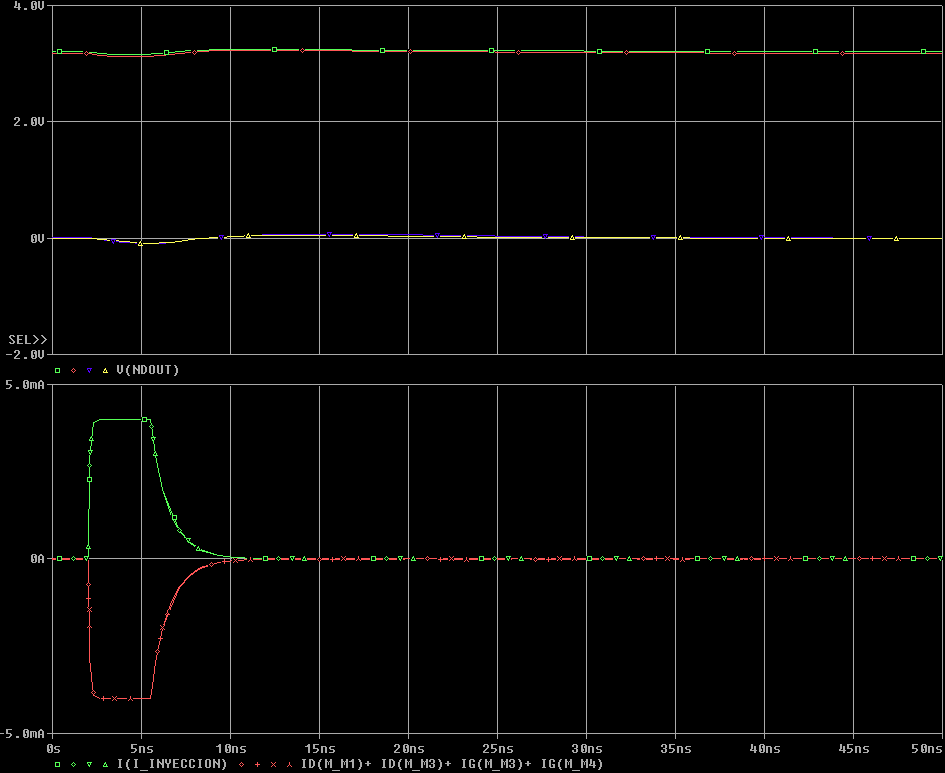 4.0V
2.0V
0V
SEL>>
-2.0V
V(NDOUT)
5.0mA
0A
-5.0mA
0s 5ns 10ns 15ns 20ns 25ns 30ns 35ns 40ns 45ns 50ns
I(I_INYECCION) ID(M_M1)+ ID(M_M3)+ IG(M_M3)+ IG(M_M4)